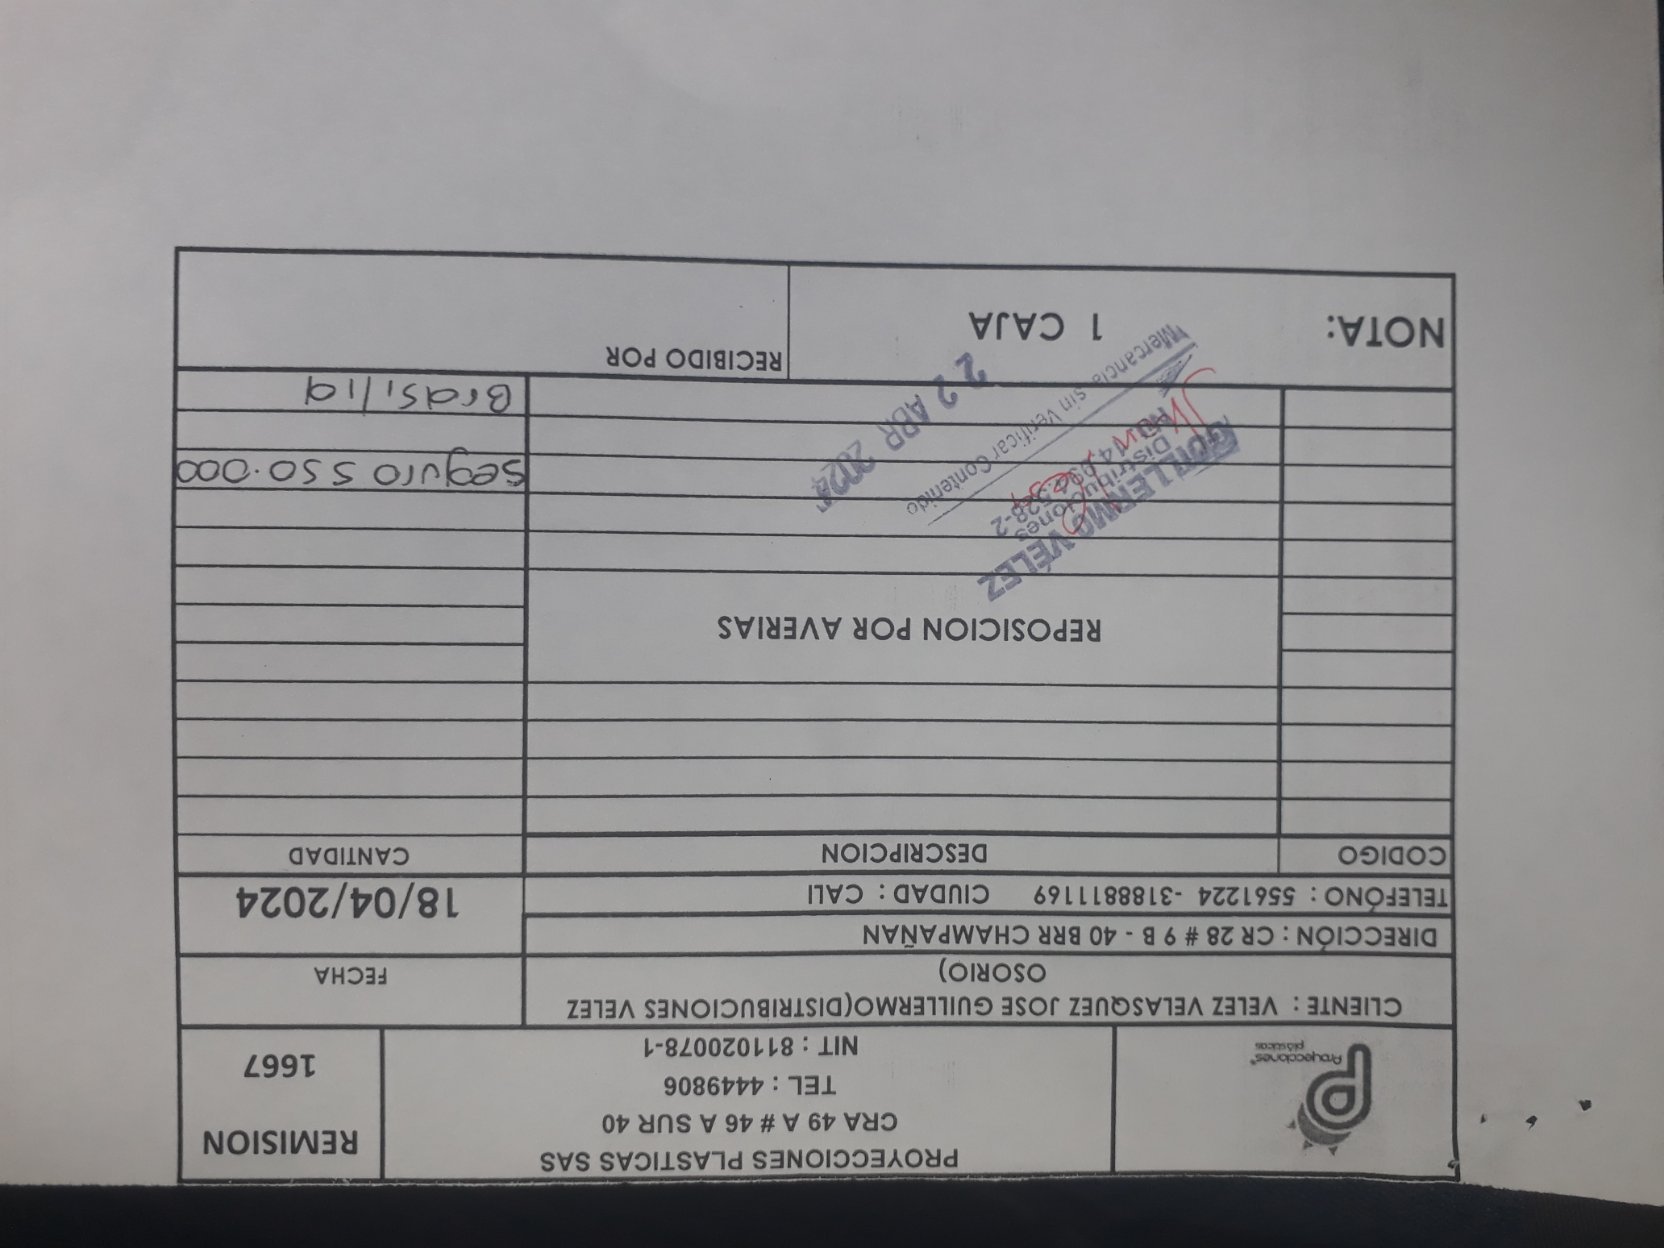 Proyecciones
plásticas
PROYECCIONES PLASTICAS SAS
CRA 49 A # 46 A SUR 40
TEL : 4449806
NIT : 811020078-1
REMISION
1667
CLIENTE : VELEZ VELASQUEZ JOSE GUILLERMO(DISTRIBUCIONES VELEZ
OSORIO)
FECHA
DIRECCIÓN : CR 28 # 9 B - 40 BRR CHAMPAÑAN
TELEFÓNO : 5561224 -3188811169 CIUDAD : CALI
18/04/2024
CODIGO DESCRIPCION CANTIDAD
REPOSICION POR AVERIAS
GUILLERMO VÉLEZ
Distribuciones
Mercancia Sin Verificar Contenido
22 ABR 2024
seguro 550.000
Brasilia
NOTA: 1 CAJA
RECIBIDO POR